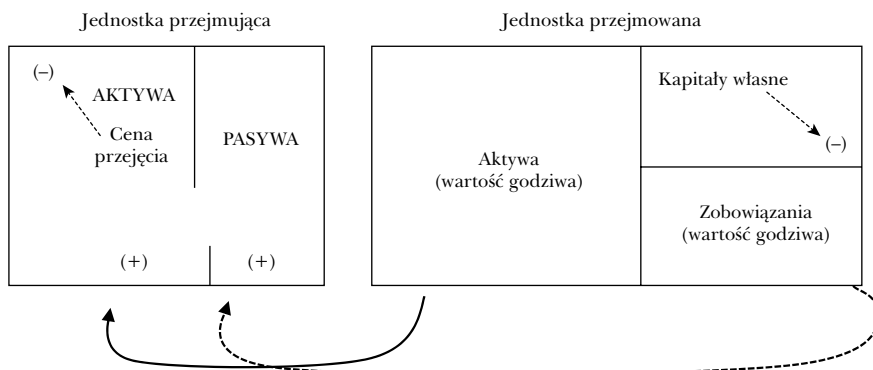 Jednostka przejmująca
(–)
AKTYWA
Cena
przejęcia
PASYWA
(+)
(+)
Jednostka przejmowana
Aktywa
(wartość godziwa)
Kapitały własne
(–)
Zobowiązania
(wartość godziwa)